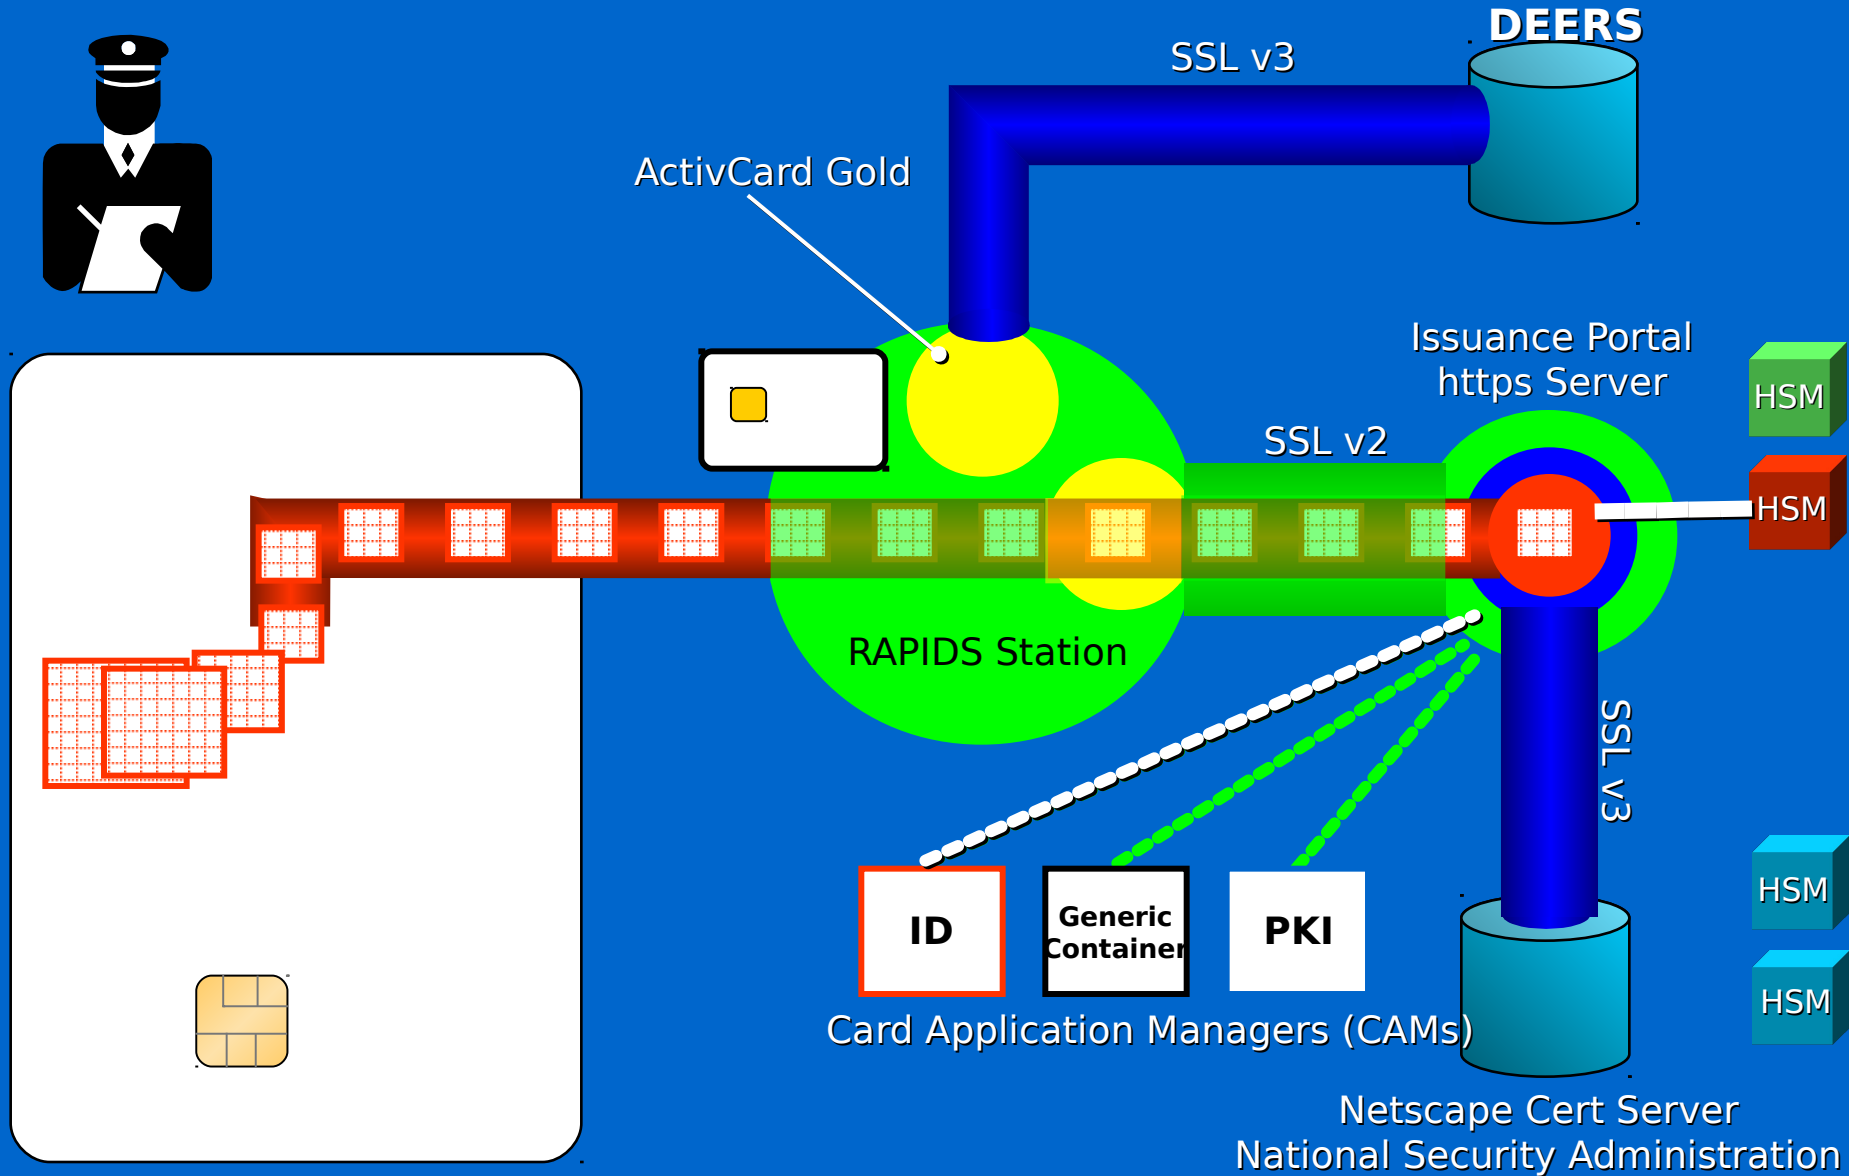 DEERS
SSL v3
ActivCard Gold
Issuance Portal
https Server
HSM
SSL v2
HSM
RAPIDS Station
SSL v3
HSM
ID
Generic
Container
PKI
HSM
Card Application Managers (CAMs)
Netscape Cert Server
National Security Administration